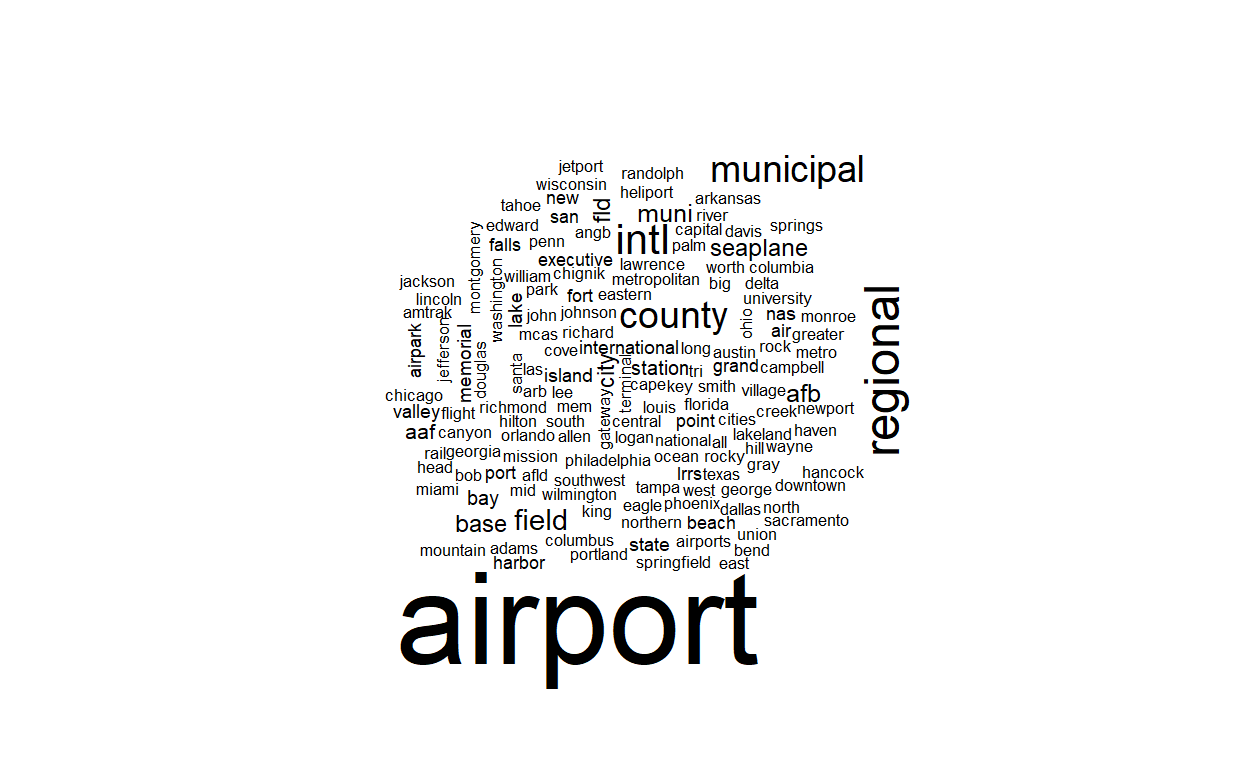 jetport randolph municipal
wisconsin heliport
tahoe new fld arkansas
san muni river
edward angb intl capital davis springs
montgomery falls penn palm seaplane
executive lawrence worth columbia
jackson washington william chignik metropolitan big delta
lincoln lake park fort eastern university regional
amtrak john johnson county ohio nas monroe
airpark jefferson memorial mcas richard air greater
douglas cove international long austin rock metro
santa las island gateway city terminal station tri grand campbell
chicago arb lee cape key smith village afb
valley flight richmond mem louis florida creek newport
hilton south central point cities
aaf canyon orlando allen logan national all lakeland haven
rail georgia mission philadelphia ocean rocky hill wayne
head bob port afld southwest lrrs texas gray hancock
miami bay mid wilmington tampa west george downtown
king eagle phoenix dallas north
base field northern beach sacramento
columbus state airports union
mountain adams portland bend
harbor springfield east
airport